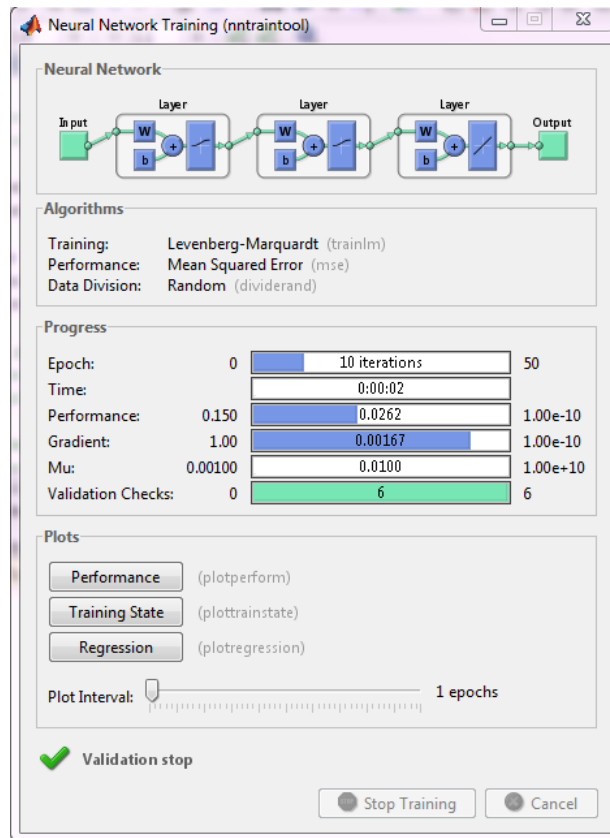 Neural Network Training (nntraintool)
Neural Network
Layer Layer Layer
Input Output
W W W
+ + +
b b b
Algorithms
Training: Levenberg-Marquardt (trainlm)
Performance: Mean Squared Error (mse)
Data Division: Random (dividerand)
Progress
Epoch: 0 10 iterations 50
Time: 0:00:02
Performance: 0.150 0.0262 1.00e-10
Gradient: 1.00 0.00167 1.00e-10
Mu: 0.00100 0.0100 1.00e+10
Validation Checks: 0 6 6
Plots
Performance (plotperform)
Training State (plottrainstate)
Regression (plotregression)
Plot Interval: 1 epochs
Validation stop
Stop Training Cancel